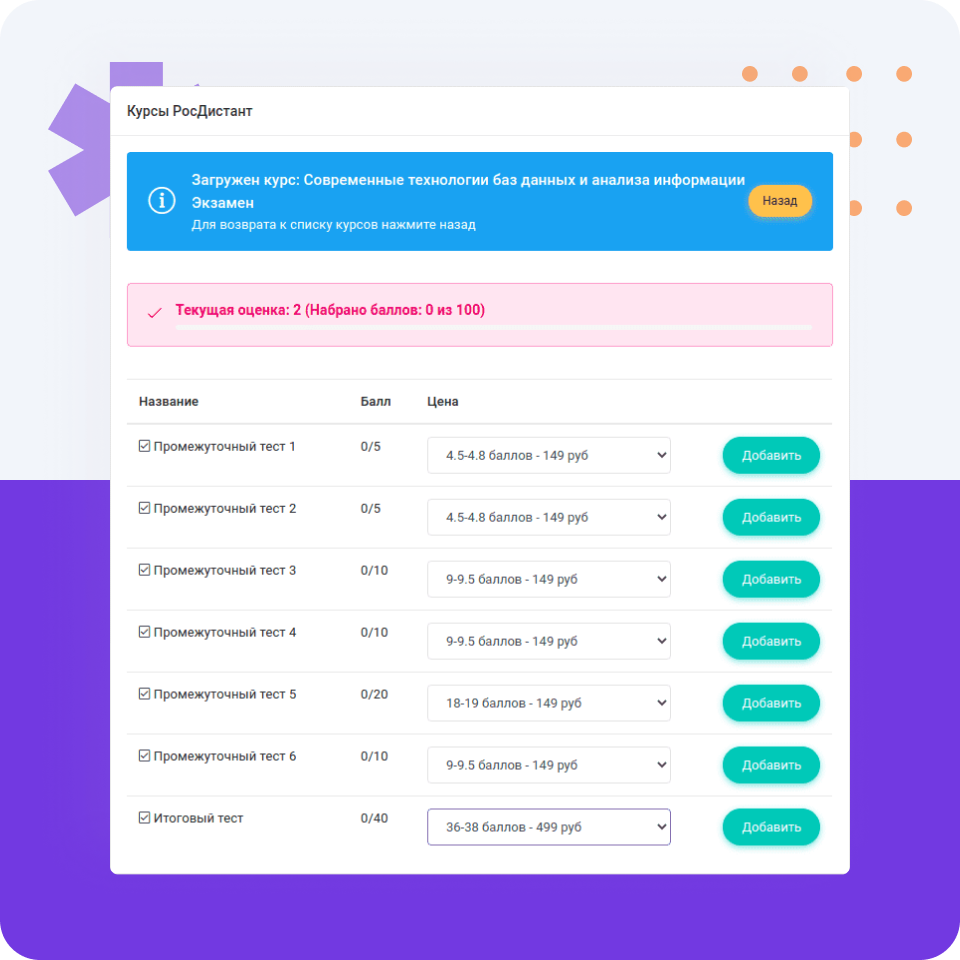 Курсы РосДистант
Загружен курс: Современные технологии баз данных и анализа информации
Экзамен
Для возврата к списку курсов нажмите назад
Назад
Текущая оценка: 2 (Набрано баллов: 0 из 100)
Название Балл Цена
Промежуточный тест 1 0/5 4.5-4.8 баллов - 149 руб Добавить
Промежуточный тест 2 0/5 4.5-4.8 баллов - 149 руб Добавить
Промежуточный тест 3 0/10 9-9.5 баллов - 149 руб Добавить
Промежуточный тест 4 0/10 9-9.5 баллов - 149 руб Добавить
Промежуточный тест 5 0/20 18-19 баллов - 149 руб Добавить
Промежуточный тест 6 0/10 9-9.5 баллов - 149 руб Добавить
Итоговый тест 0/40 36-38 баллов - 499 руб Добавить